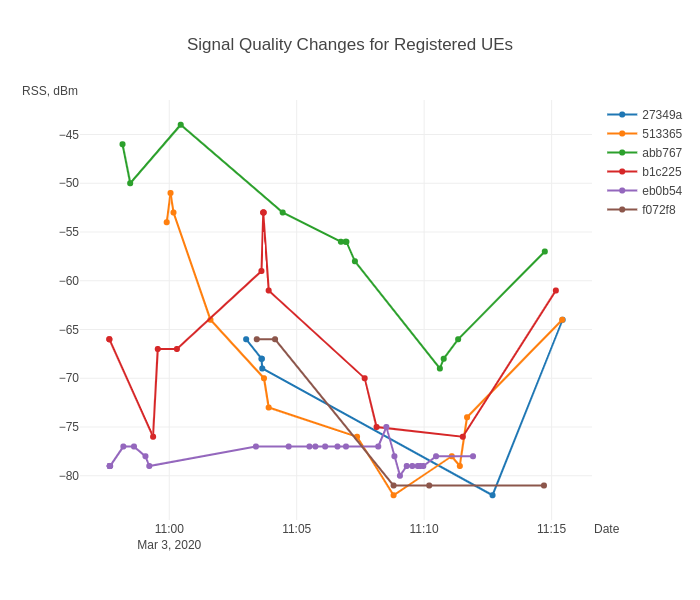 Signal Quality Changes for Registered UEs
RSS, dBm
−45
−50
−55
−60
−65
−70
−75
−80
11:00
11:05
11:10
11:15
Mar 3, 2020
Date
27349a
513365
abb767
b1c225
eb0b54
f072f8